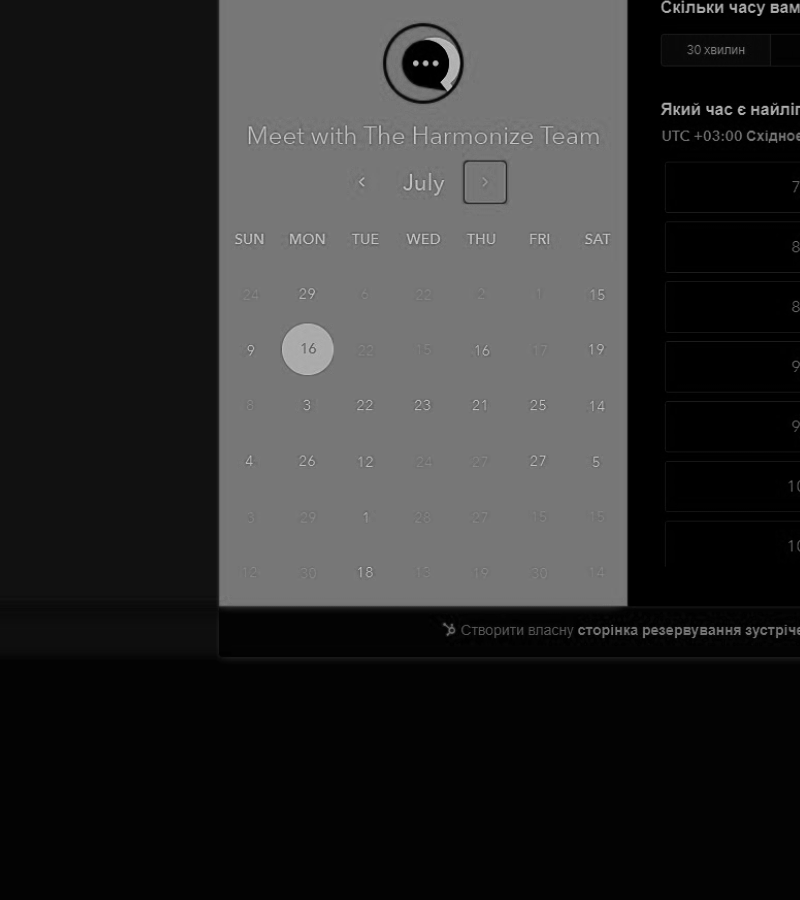 Скільки часу вам
30 хвилин
Meet with The Harmonize Team
Який час є
UTC +03:00
July
7
SUN MON TUE WED THU FRI SAT
8
24 29 6 22 2 1 15
8
9 16 22 15 16 17 19
9
8 3 22 23 21 25 14
9
4 26 12 24 27 27 5
10
3 29 1 28 27 15 15
10
12 30 18 13 19 30 14
Створити власну сторінка резервування